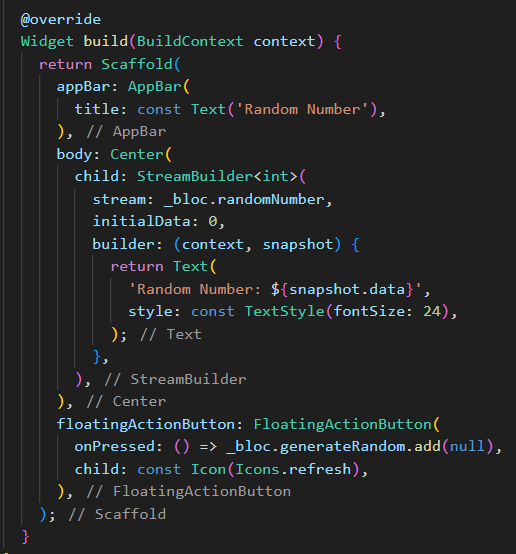 @override
Widget build(BuildContext context) {
  return Scaffold(
    appBar: AppBar(
      title: const Text('Random Number'),
    ), // AppBar
    body: Center(
      child: StreamBuilder<int>(
        stream: _bloc.randomNumber,
        initialData: 0,
        builder: (context, snapshot) {
          return Text(
            'Random Number: ${snapshot.data}',
            style: const TextStyle(fontSize: 24),
          ); // Text
        },
      ), // StreamBuilder
    ), // Center
    floatingActionButton: FloatingActionButton(
      onPressed: () => _bloc.generateRandom.add(null),
      child: const Icon(Icons.refresh),
    ), // FloatingActionButton
  ); // Scaffold
}